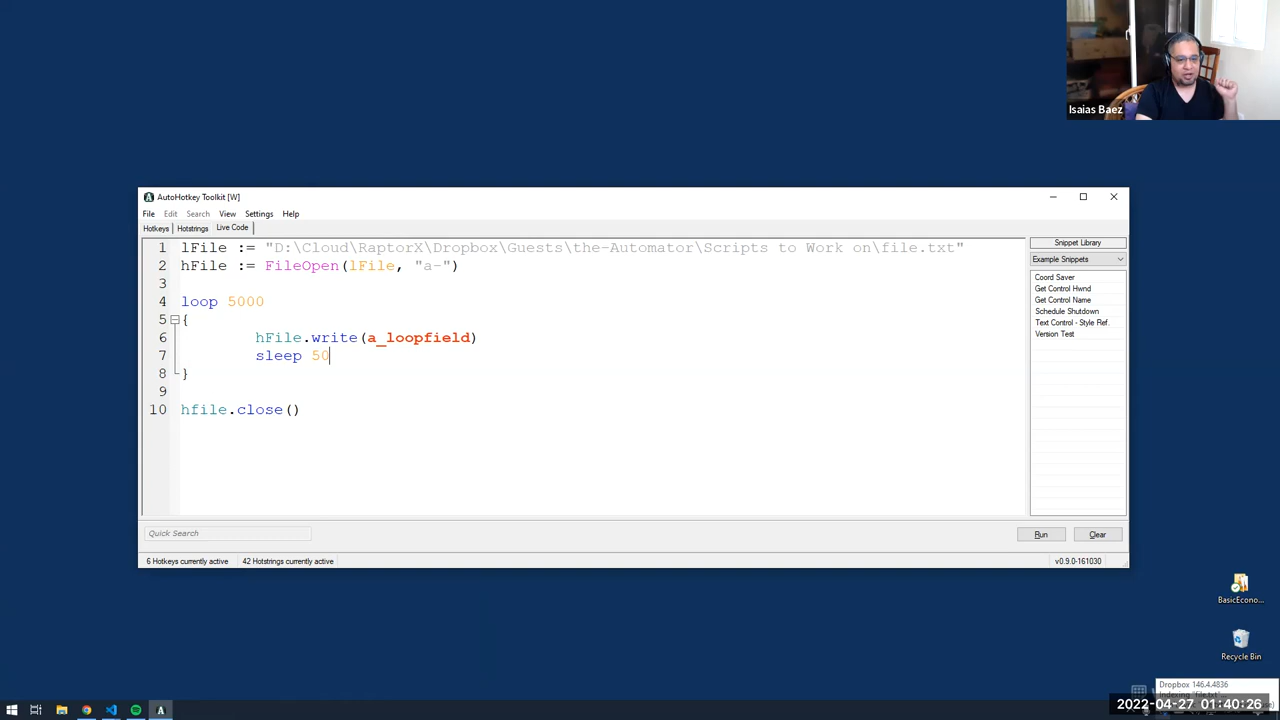 Isaias Baez
AutoHotkey Toolkit [W]
File Edit Search View Settings Help
Hotkeys Hotstrings Live Code
1 lFile := "D:\Cloud\RaptorX\Dropbox\Guests\the-Automator\Scripts to Work on\file.txt"
2 hFile := FileOpen(lFile, "a-")
3
4 loop 5000
5 {
6 hFile.write(a_loopfield)
7 sleep 50
8 }
9
10 hfile.close()
Snippet Library
Example Snippets
Coord Saver
Get Control Hwnd
Get Control Name
Schedule Shutdown
Text Control - Style Ref.
Version Test
Quick Search
Run Clear
6 Hotkeys currently active 42 Hotstrings currently active v0.9.0-161030
BasicEcono...
Recycle Bin
Dropbox 146.4.4836
Indexing "file.txt"...
2022-04-27 01:40:26